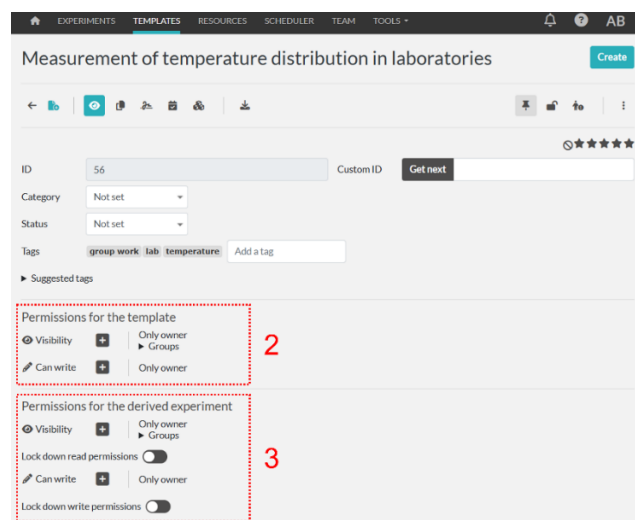 EXPERIMENTS TEMPLATES RESOURCES SCHEDULER TEAM TOOLS AB
Measurement of temperature distribution in laboratories Create
ID 56 Custom ID Get next
Category Not set
Status Not set
Tags group work lab temperature Add a tag
Suggested tags
Permissions for the template
Visibility Only owner
Groups
2
Can write Only owner
Permissions for the derived experiment
Visibility Only owner
Groups
Lock down read permissions
3
Can write Only owner
Lock down write permissions